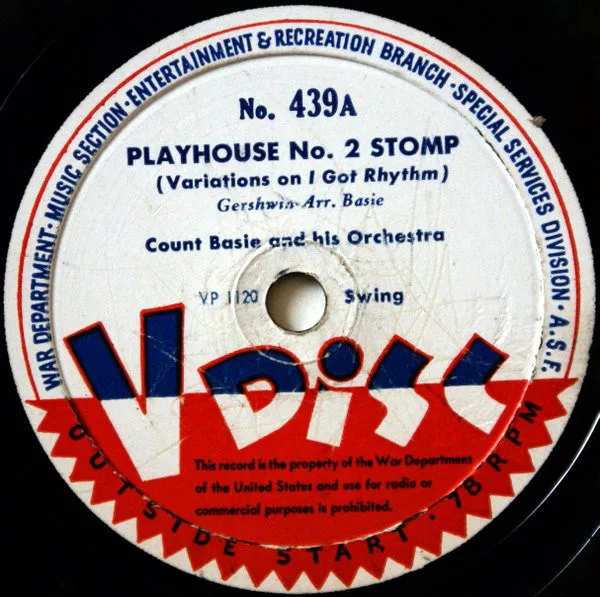 WAR DEPARTMENT · MUSIC SECTION · ENTERTAINMENT & RECREATION BRANCH · SPECIAL SERVICES DIVISION · A.S.F.
No. 439A
PLAYHOUSE No. 2 STOMP
(Variations on I Got Rhythm)
Gershwin-Arr. Basie
Count Basie and his Orchestra
VP 1120 Swing
V DiSC
This record is the property of the War Department
of the United States and use for radio or
commercial purposes is prohibited.
OUTSIDE START · 78 RPM